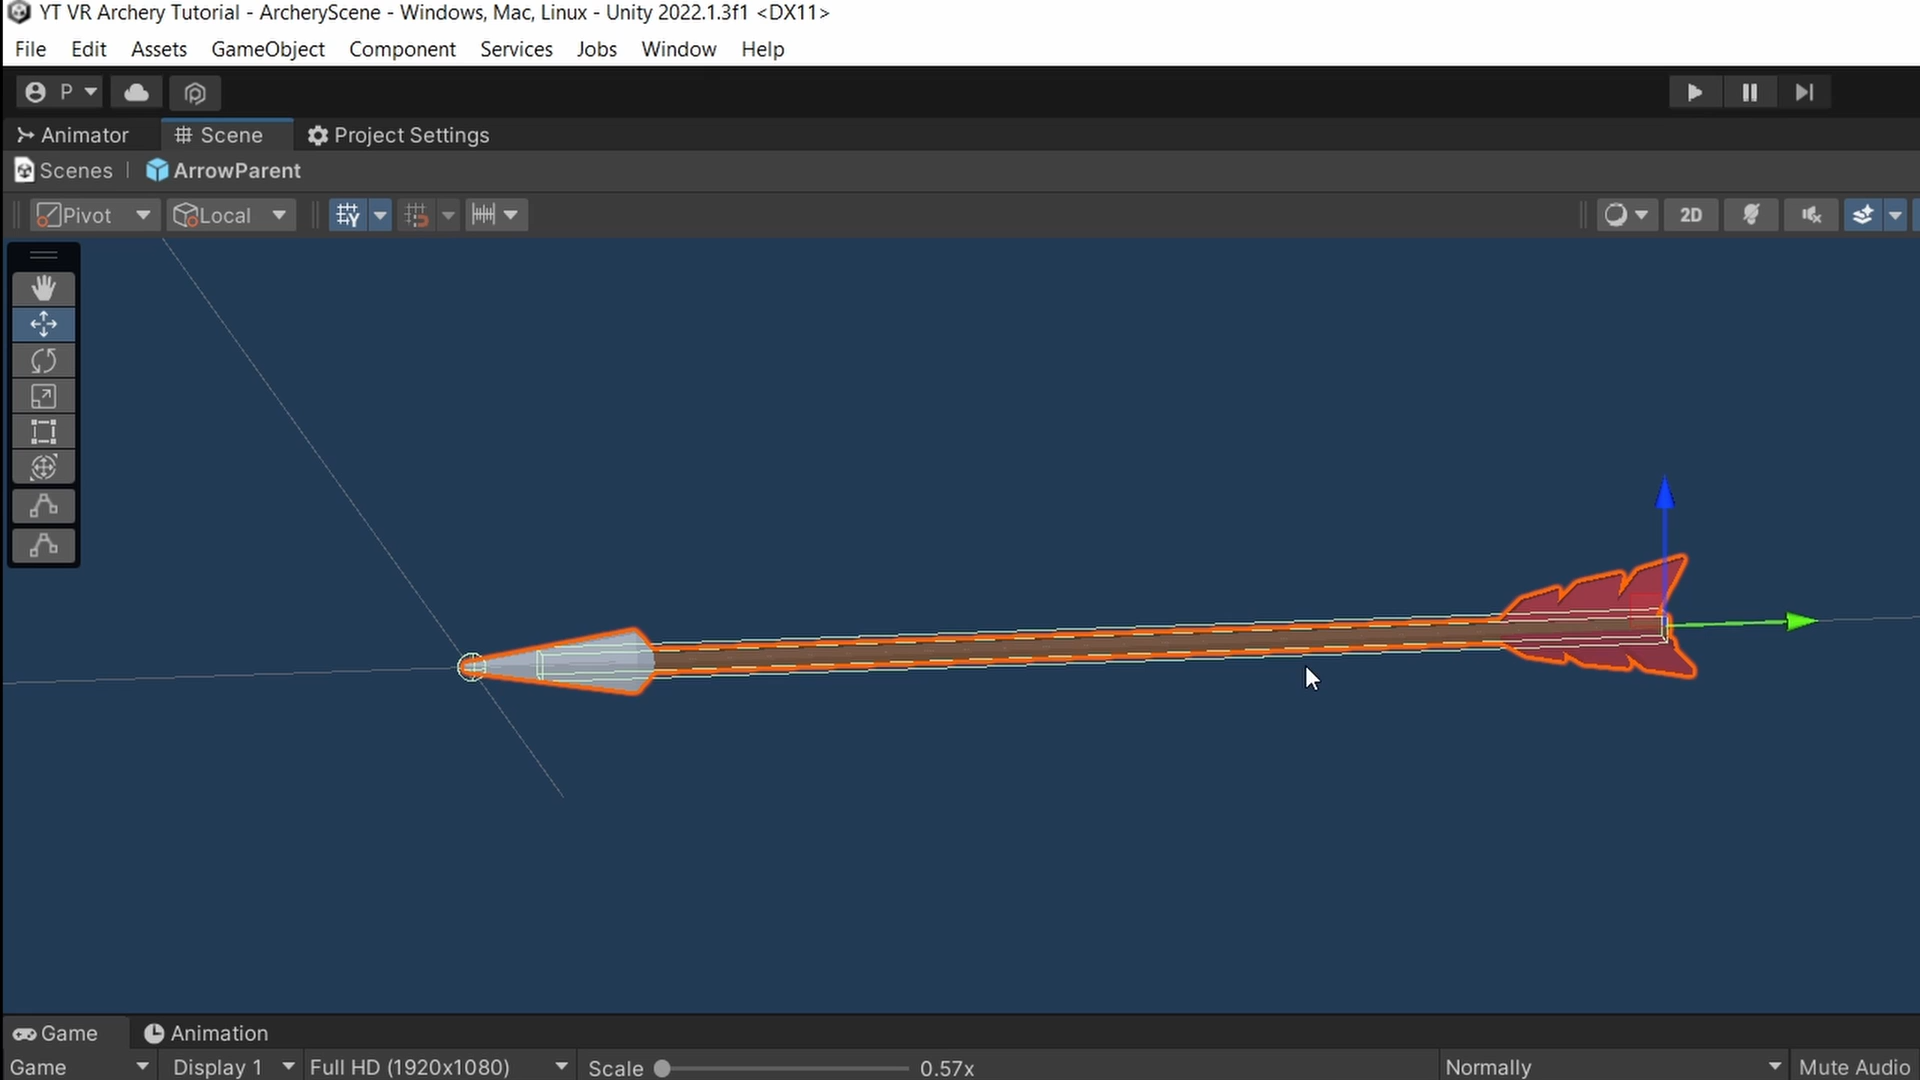 YT VR Archery Tutorial - ArcheryScene - Windows, Mac, Linux - Unity 2022.1.3f1 <DX11>
File Edit Assets GameObject Component Services Jobs Window Help
P
Animator Scene Project Settings
Scenes ArrowParent
Pivot Local 2D
Game Animation
Game Display 1 Full HD (1920x1080) Scale 0.57x Normally Mute Audio